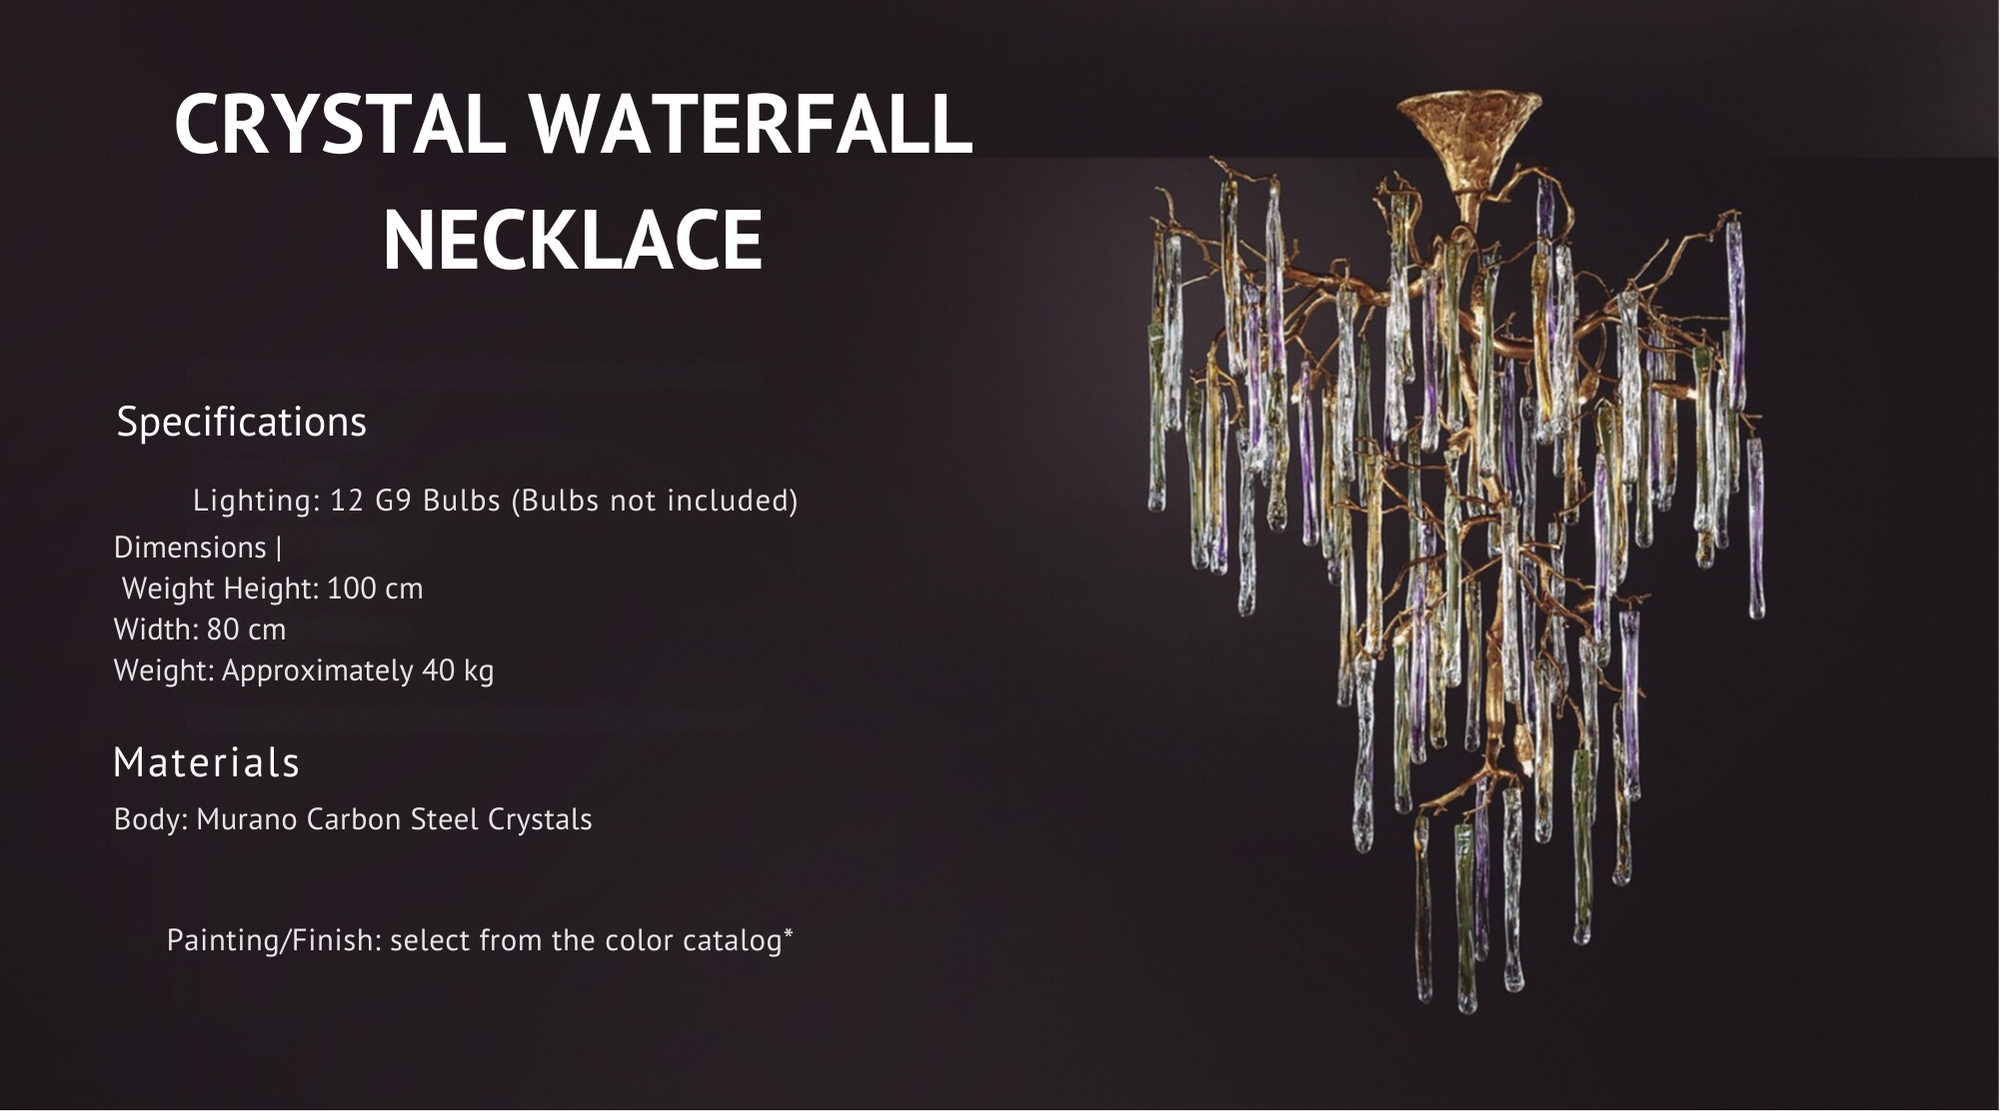 CRYSTAL WATERFALL
NECKLACE
Specifications
Lighting: 12 G9 Bulbs (Bulbs not included)
Dimensions |
Weight Height: 100 cm
Width: 80 cm
Weight: Approximately 40 kg
Materials
Body: Murano Carbon Steel Crystals
Painting/Finish: select from the color catalog*